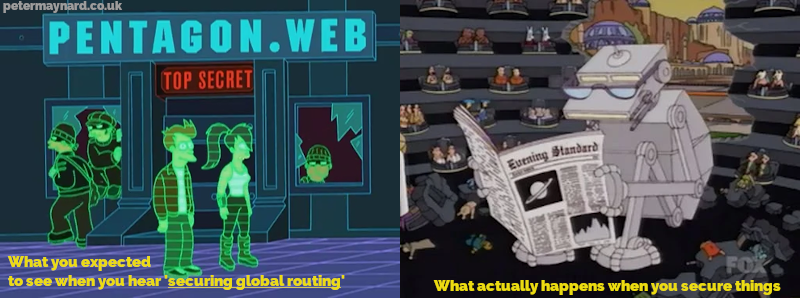 petermaynard.co.uk
PENTAGON.WEB
TOP SECRET
What you expected
to see when you hear 'securing global routing'
Evening Standard
FOX
What actually happens when you secure things